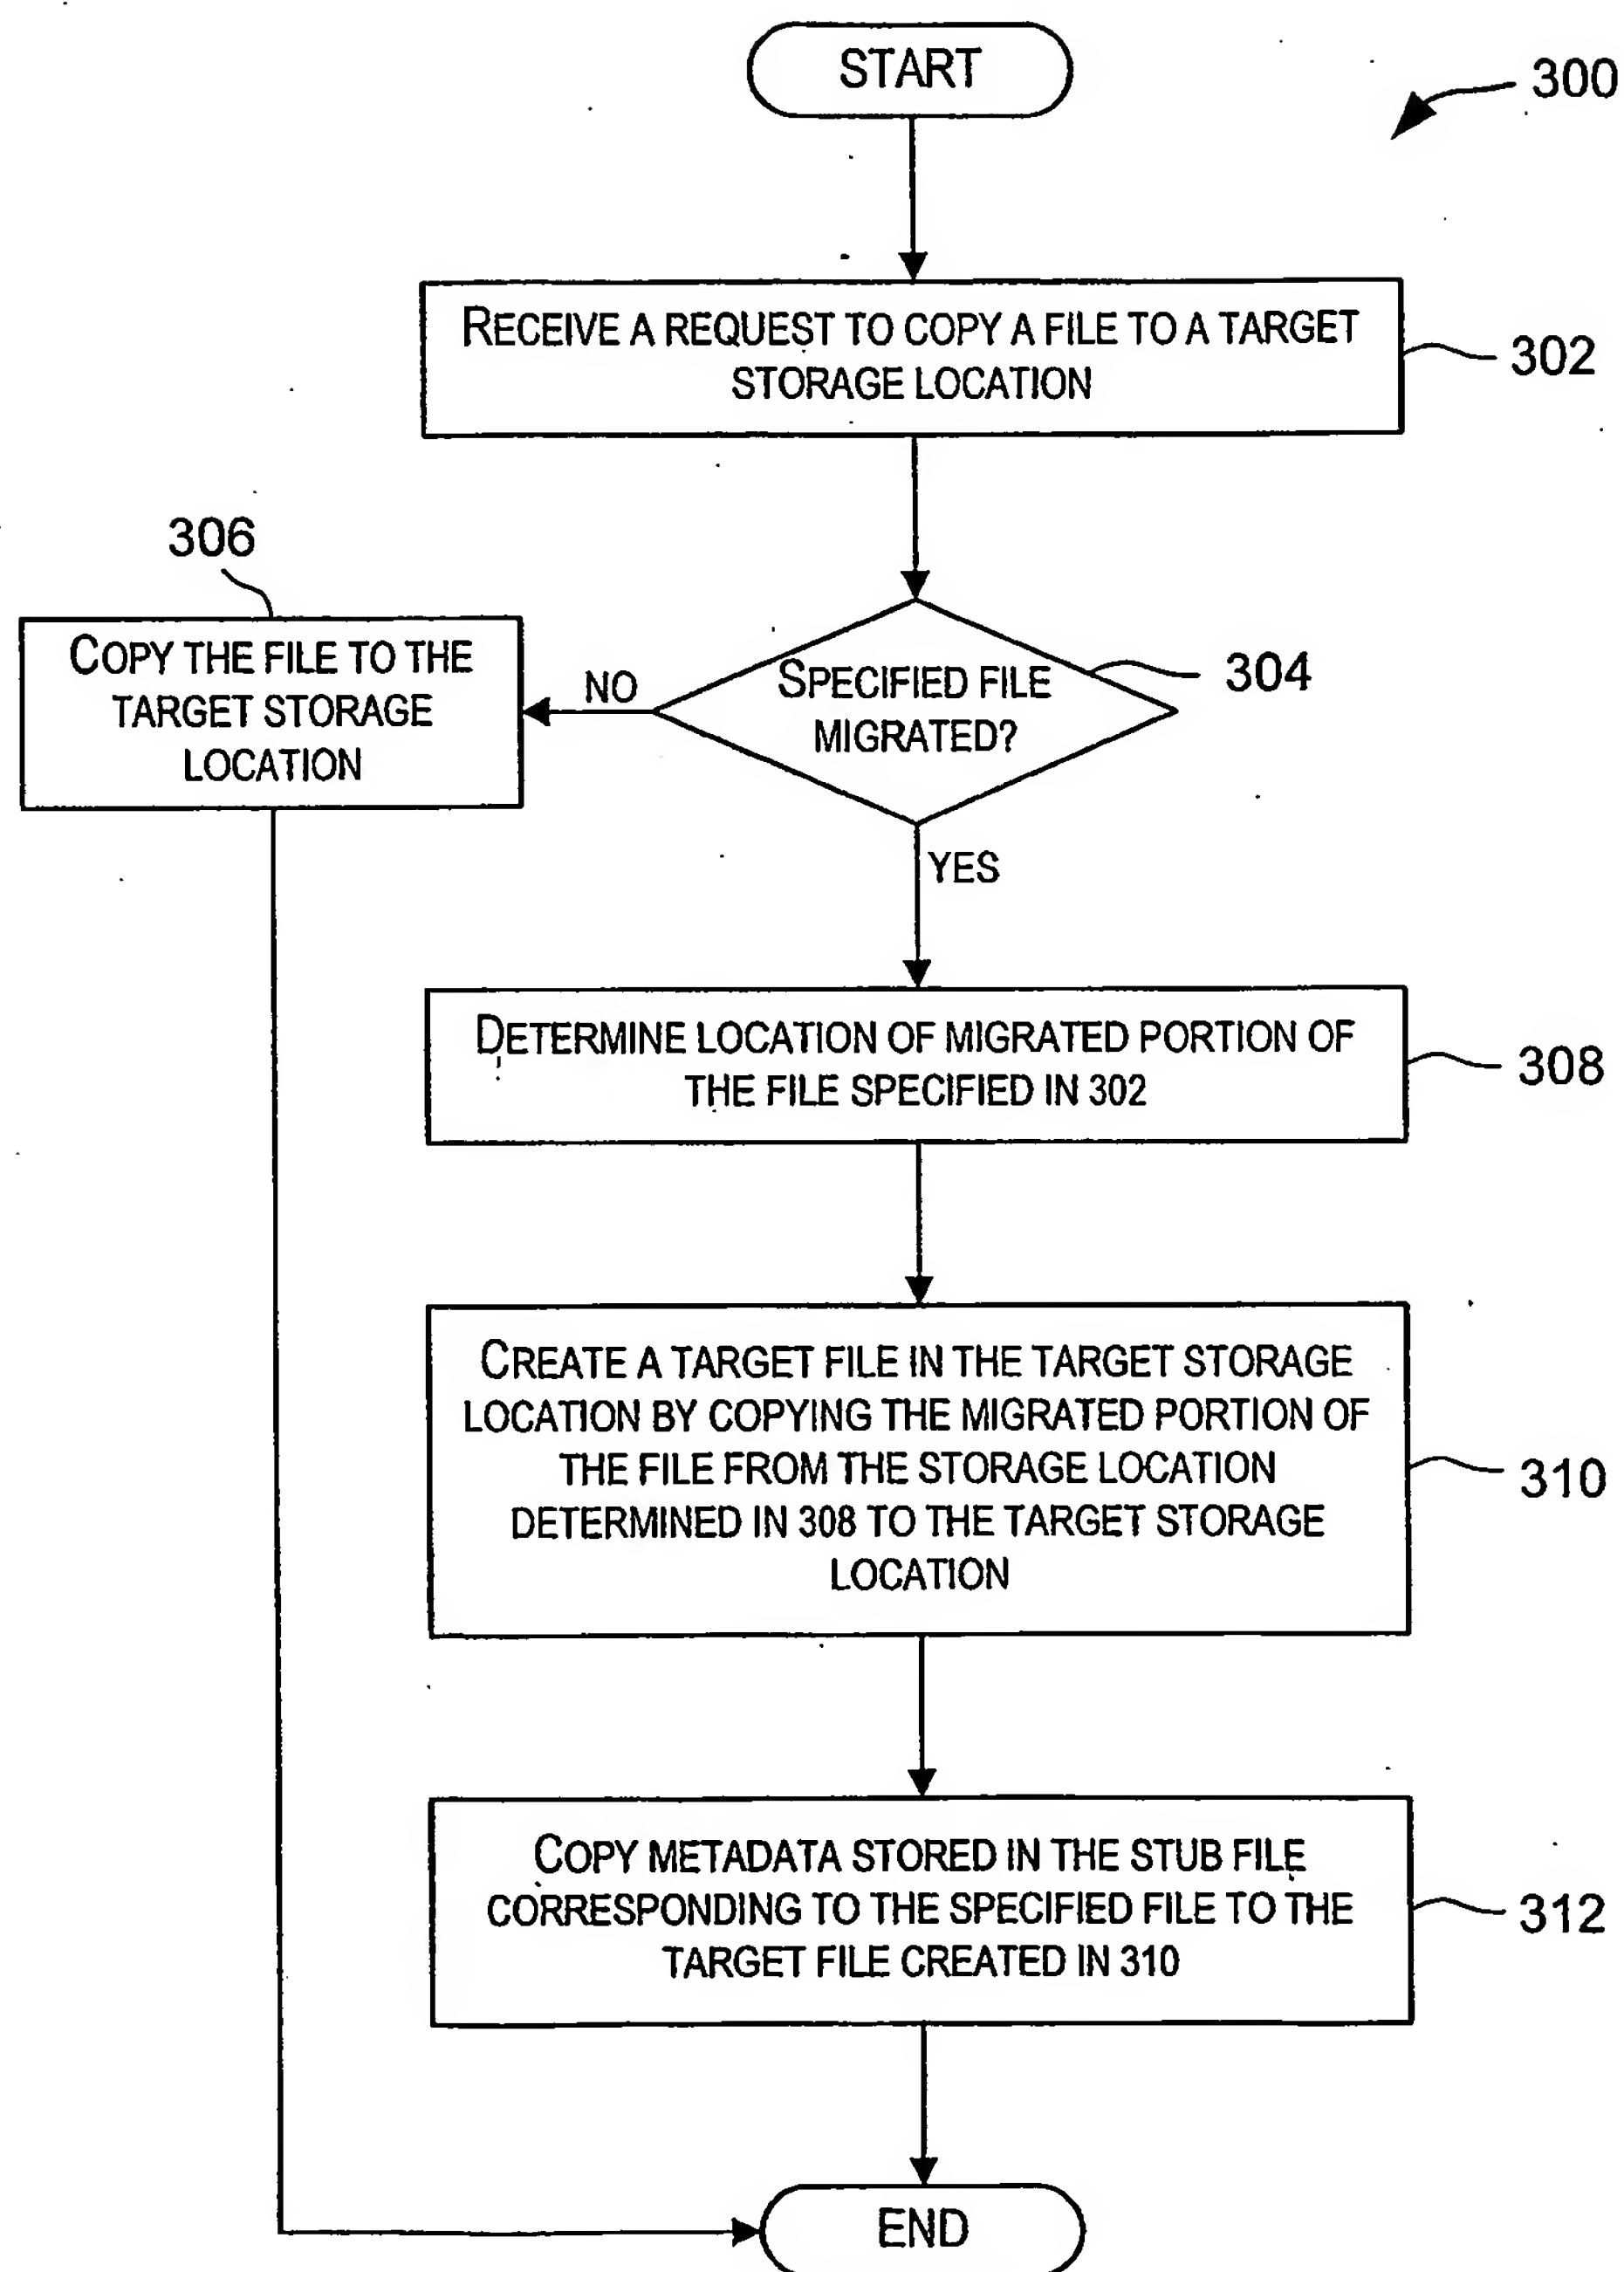 START
300
RECEIVE A REQUEST TO COPY A FILE TO A TARGET
STORAGE LOCATION
302
306
COPY THE FILE TO THE
TARGET STORAGE
LOCATION
NO
SPECIFIED FILE
MIGRATED?
304
YES
DETERMINE LOCATION OF MIGRATED PORTION OF
THE FILE SPECIFIED IN 302
308
CREATE A TARGET FILE IN THE TARGET STORAGE
LOCATION BY COPYING THE MIGRATED PORTION OF
THE FILE FROM THE STORAGE LOCATION
DETERMINED IN 308 TO THE TARGET STORAGE
LOCATION
310
COPY METADATA STORED IN THE STUB FILE
CORRESPONDING TO THE SPECIFIED FILE TO THE
TARGET FILE CREATED IN 310
312
END